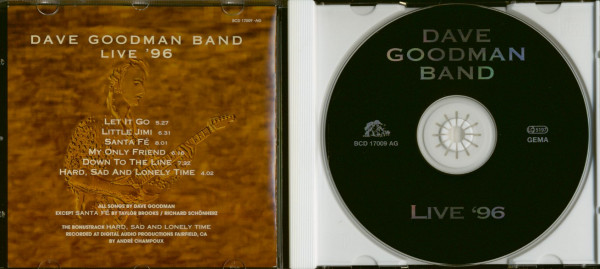 BCD 17009 AG
DAVE GOODMAN BAND
LIVE '96
LET IT GO 5:27
LITTLE JIMI 6:31
SANTA FÉ 8:01
MY ONLY FRIEND
DOWN TO THE LINE 7:32
HARD, SAD AND LONELY TIME 4:02
ALL SONGS BY DAVE GOODMAN
EXCEPT SANTA FÉ BY TAYLOR BROOKS / RICHARD SCHÖNHERZ
THE BONUSTRACK HARD, SAD AND LONELY TIME
RECORDED AT DIGITAL AUDIO PRODUCTIONS FAIRFIELD, CA
BY ANDRÉ CHAMPOUX
DAVE
GOODMAN
BAND
BCD 17009 AG
GEMA
LIVE '96